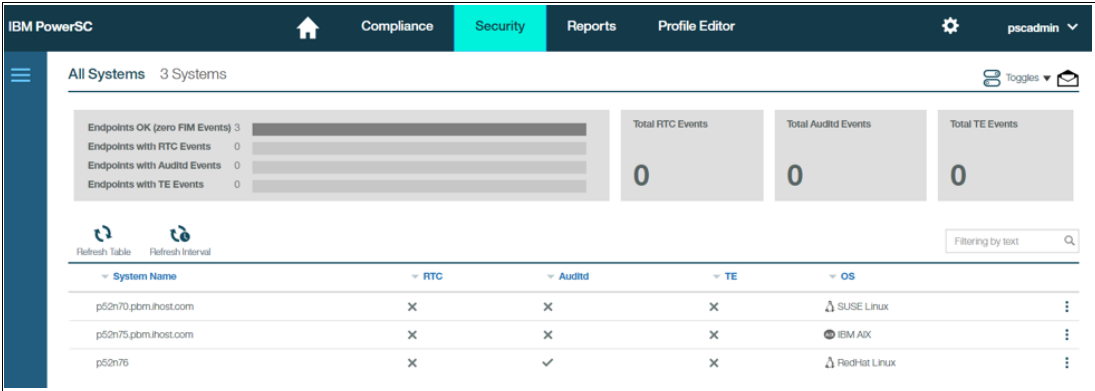 IBM PowerSC Compliance Security Reports Profile Editor pscadmin
All Systems 3 Systems Toggles
Endpoints OK (zero FIM Events) 3
Endpoints with RTC Events 0
Endpoints with Auditd Events 0
Endpoints with TE Events 0
Total RTC Events
0
Total Auditd Events
0
Total TE Events
0
Refresh Table Refresh Interval Filtering by text
System Name RTC Auditd TE OS
p52n70.pbm.ihost.com SUSE Linux
p52n75.pbm.ihost.com IBM AIX
p52n76 RedHat Linux